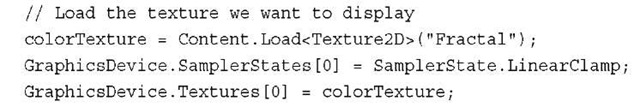 // Load the texture we want to display
colorTexture = Content.Load<Texture2D>("Fractal");
GraphicsDevice.SamplerStates[0] = SamplerState.LinearClamp;
GraphicsDevice.Textures[0] = colorTexture;